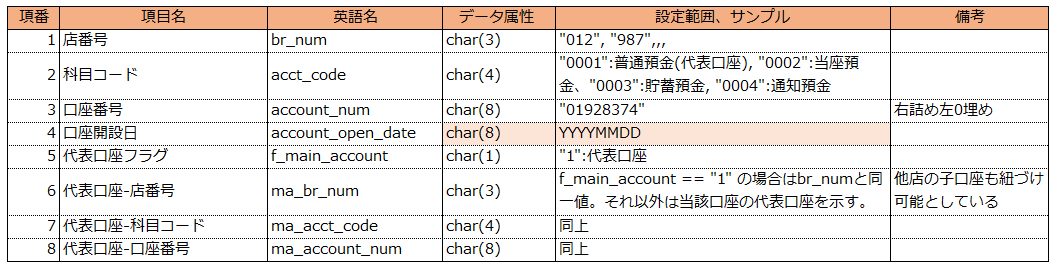 項番 項目名 英語名 データ属性 設定範囲、サンプル 備考
1 店番号 br_num char(3) "012", "987",,,
2 科目コード acct_code char(4) "0001":普通預金(代表口座), "0002":当座預
金、"0003":貯蓄預金, "0004":通知預金
3 口座番号 account_num char(8) "01928374" 右詰め左0埋め
4 口座開設日 account_open_date char(8) YYYYMMDD
5 代表口座フラグ f_main_account char(1) "1":代表口座
6 代表口座-店番号 ma_br_num char(3) f_main_account == "1" の場合はbr_numと同 他店の子口座も紐づけ
一値。それ以外は当該口座の代表口座を示す。 可能としている
7 代表口座-科目コード ma_acct_code char(4) 同上
8 代表口座-口座番号 ma_account_num char(8) 同上